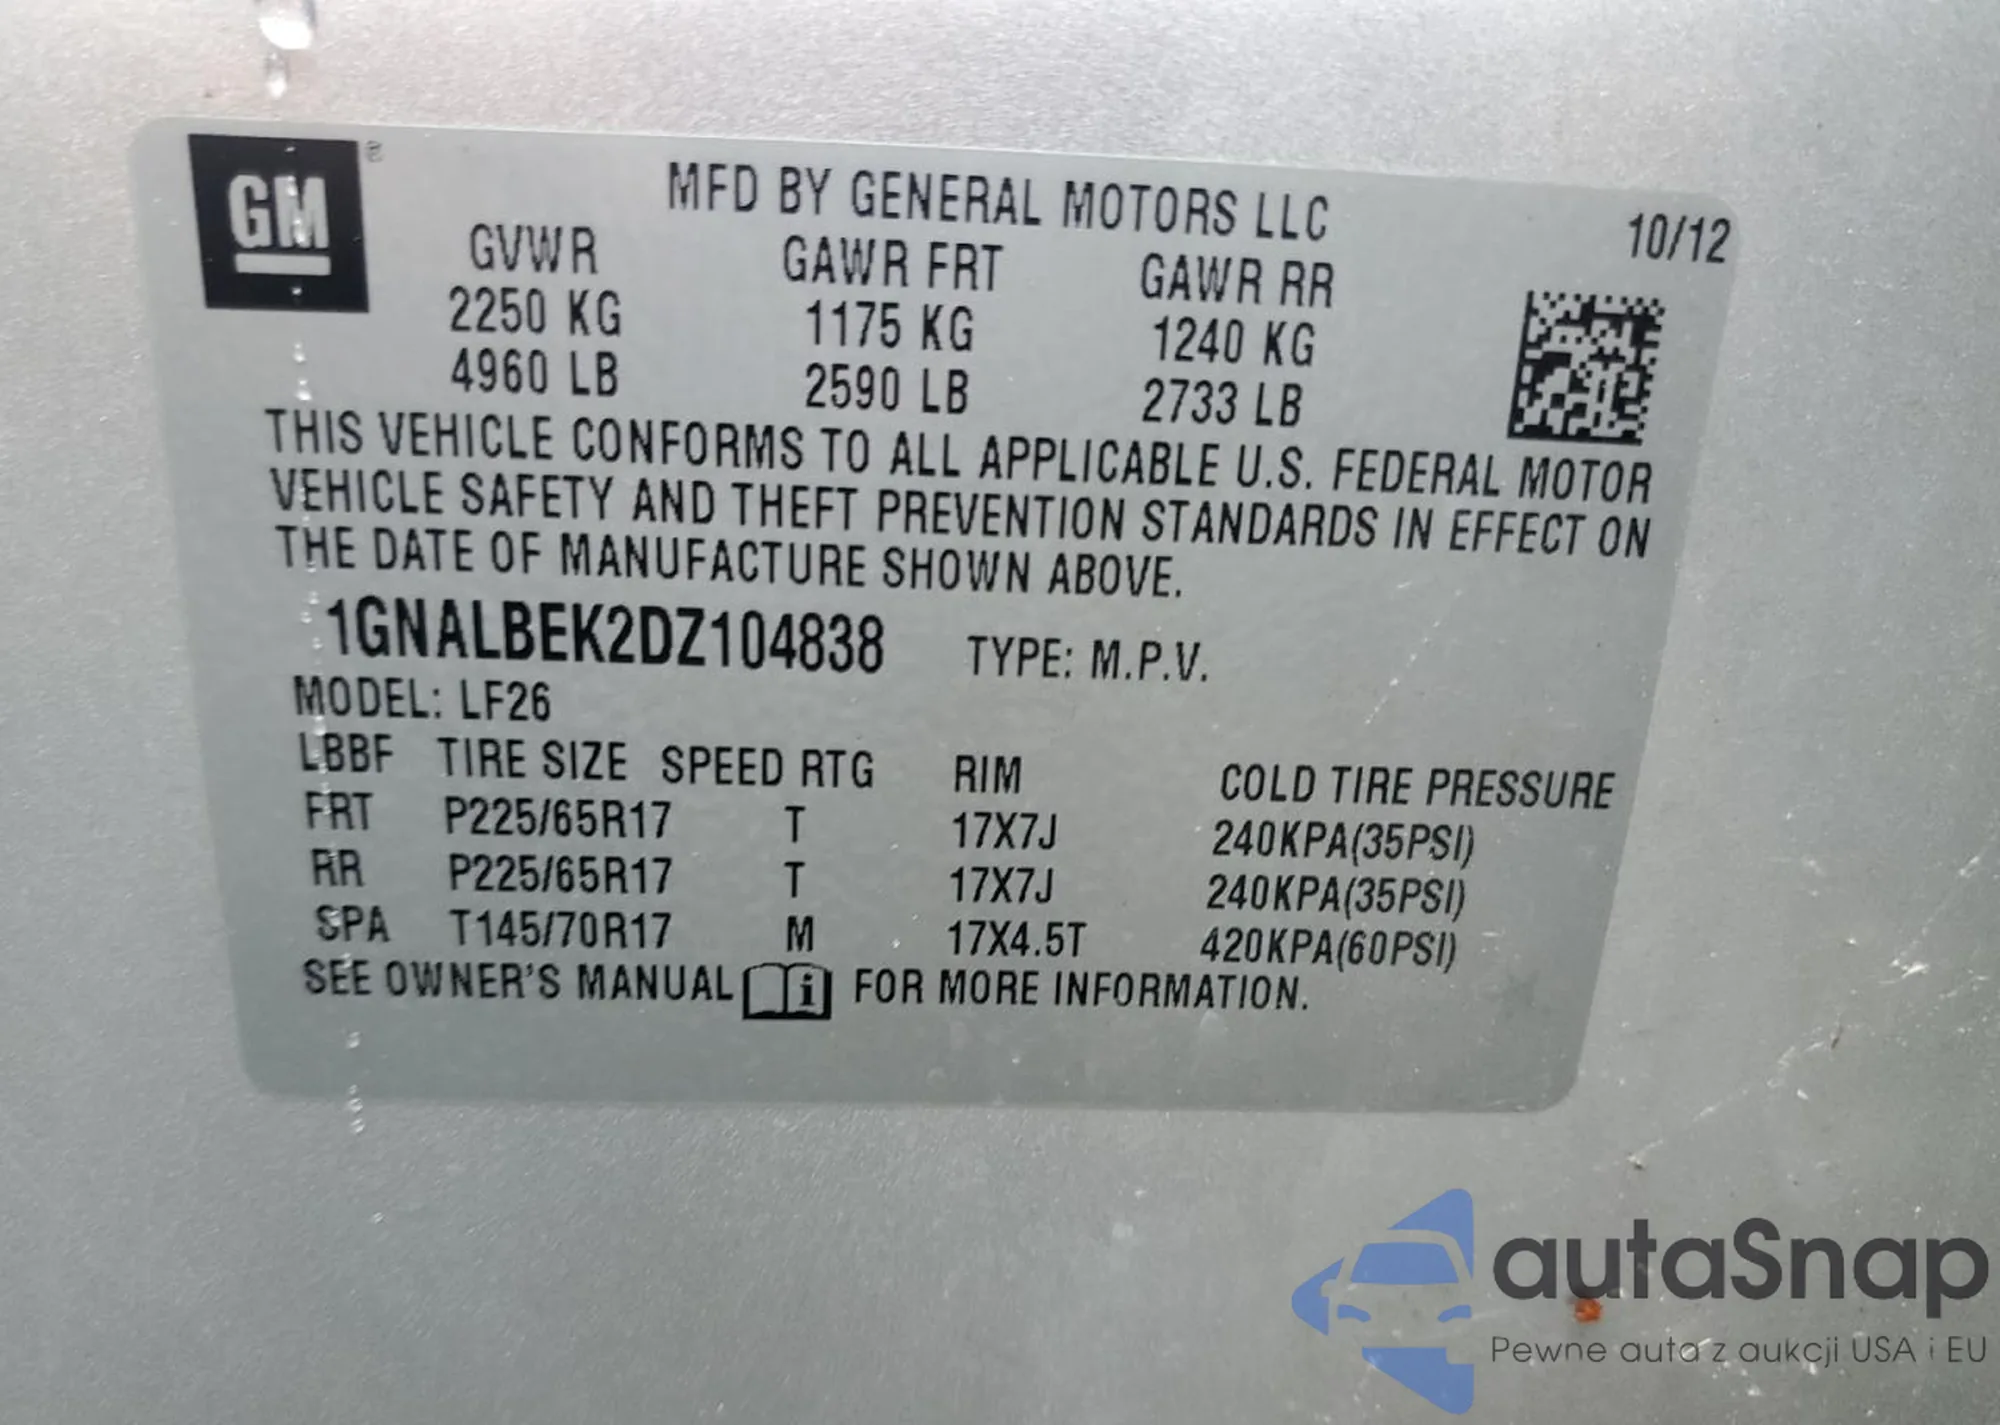 GM ®
MFD BY GENERAL MOTORS LLC
10/12
GVWR GAWR FRT GAWR RR
2250 KG 1175 KG 1240 KG
4960 LB 2590 LB 2733 LB
THIS VEHICLE CONFORMS TO ALL APPLICABLE U.S. FEDERAL MOTOR
VEHICLE SAFETY AND THEFT PREVENTION STANDARDS IN EFFECT ON
THE DATE OF MANUFACTURE SHOWN ABOVE.
1GNALBEK2DZ104838 TYPE: M.P.V.
MODEL: LF26
LBBF TIRE SIZE SPEED RTG RIM COLD TIRE PRESSURE
FRT P225/65R17 T 17X7J 240KPA(35PSI)
RR P225/65R17 T 17X7J 240KPA(35PSI)
SPA T145/70R17 M 17X4.5T 420KPA(60PSI)
SEE OWNER'S MANUAL i FOR MORE INFORMATION.
autaSnap
Pewne auta z aukcji USA i EU